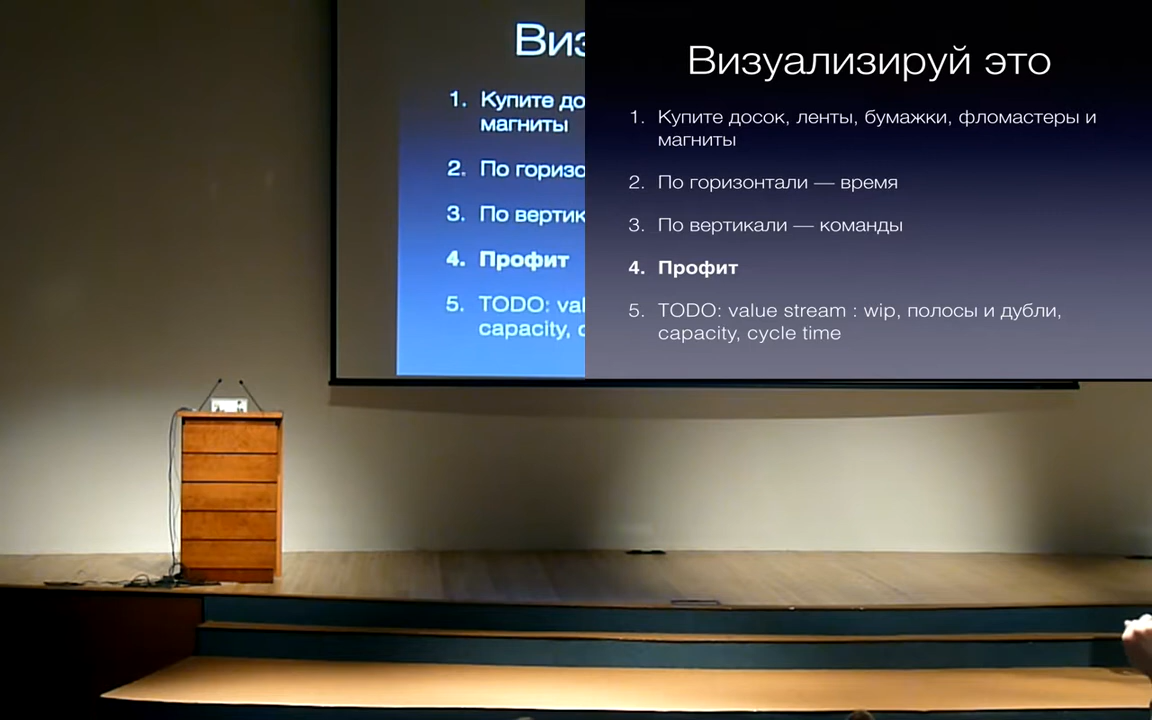 Виз
1. Купите до
магниты
2. По горизо
3. По вертик
4. Профит
5. TODO: val
capacity, c
Визуализируй это
1. Купите досок, ленты, бумажки, фломастеры и
магниты
2. По горизонтали — время
3. По вертикали — команды
4. Профит
5. TODO: value stream : wip, полосы и дубли,
capacity, cycle time